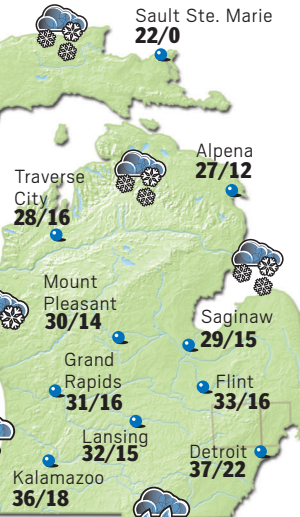 Sault Ste. Marie
22/0
Alpena
27/12
Traverse
City
28/16
Mount
Pleasant
30/14
Saginaw
29/15
Grand
Rapids
31/16
Flint
33/16
Lansing
32/15
Detroit
37/22
Kalamazoo
36/18